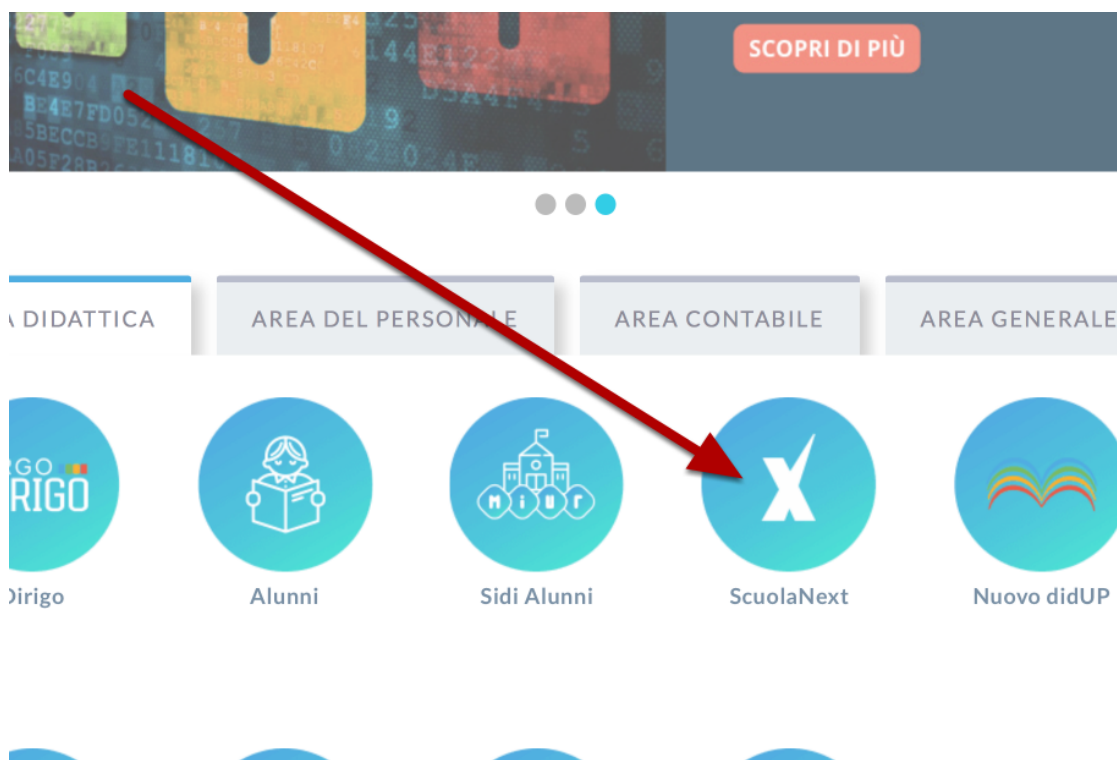 SCOPRI DI PIÙ
DIDATTICA
AREA DEL PERSONALE
AREA CONTABILE
AREA GENERALE
RIGO
MiUr
Dirigo
Alunni
Sidi Alunni
ScuolaNext
Nuovo didUP